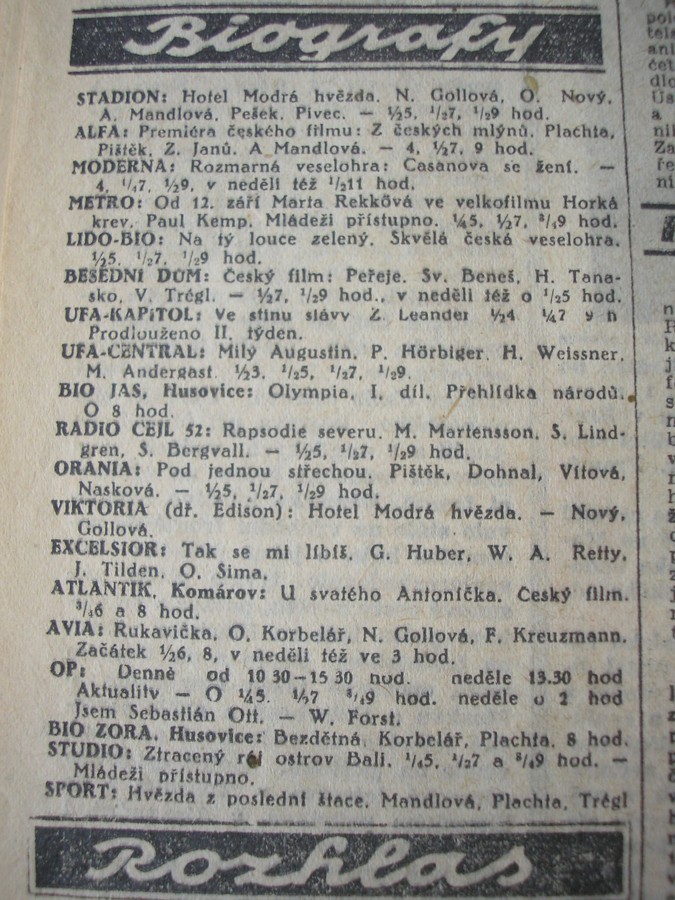 Biografy
STADION: Hotel Modrá hvězda. N. Gollová, O. Nový,
A. Mandlová, Pešek, Pivec. — ½5, ½7, ½9 hod.
ALFA: Premiéra českého filmu: Z českých mlýnů. Plachta,
Pištěk, Z. Janů. A Mandlová. — 4, ½7, 9 hod.
MODERNA: Rozmarná veselohra: Casanova se žení. —
4, ¼7, ½9, v neděli též ½11 hod.
METRO: Od 12. září Marta Rekkövá ve velkofilmu Horká
krev. Paul Kemp. Mládeži přístupno. ¼5, ½7, ¾9 hod.
LIDO-BIO: Na tý louce zelený. Skvělá česká veselohra.
½5, ½7, ½9 hod.
BESEDNÍ DŮM: Český film: Peřeje. Sv. Beneš, H. Tana-
sko, V. Trégl. — ½7, ½9 hod., v neděli též o ½5 hod.
UFA-KAPITOL: Ve stínu slávy Z. Leander ½4 ¼7 9 h
Prodlouženo II. týden.
UFA-CENTRAL: Milý Augustin. P. Hörbiger, H. Weissner,
M. Andergast. ½3, ½5, ½7, ½9.
BIO JAS, Husovice: Olympia, I. díl. Přehlídka národů.
O 8 hod.
RADIO CEJL 52: Rapsodie severu. M. Martensson, S. Lind-
gren, S. Bergvall. — ½5, ½7, ½9 hod.
ORANIA: Pod jednou střechou. Pištěk, Dohnal, Vítová,
Nasková. — ½5, ½7, ½9 hod.
VIKTORIA (dř. Edison): Hotel Modrá hvězda. — Nový,
Gollová.
EXCELSIOR: Tak se mi líbíš. G. Huber, W. A. Retty,
J. Tilden, O. Sima.
ATLANTIK, Komárov: U svatého Antoníčka. Český film.
¾6 a 8 hod.
AVIA: Rukavička, O. Korbelář, N. Gollová, F. Kreuzmann.
Začátek ½6, 8, v neděli též ve 3 hod.
OP: Denně od 10 30—15 30 hod. neděle 13.30 hod
Aktuality — O ¼5. ¾9 hod. neděle o 2 hod
Jsem Sebastián Ott. — W. Forst.
BIO ZORA, Husovice: Bezdětná. Korbelář, Plachta. 8 hod.
STUDIO: Ztracený ráj ostrov Bali. ¼5, ½7 a ¾9 hod. —
Mládeži přístupno.
SPORT: Hvězda z poslední štace. Mandlová, Plachta, Trégl
Rozhlas